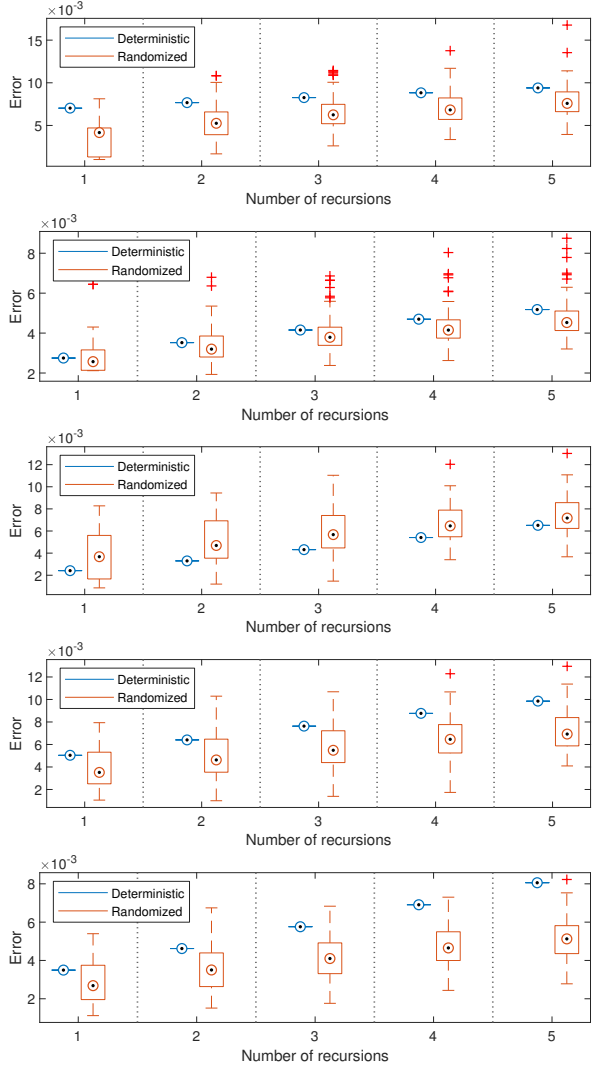 ×10⁻³
15
10
5
Error
Deterministic
Randomized
1 2 3 4 5
Number of recursions
×10⁻³
8
6
4
2
Error
Deterministic
Randomized
1 2 3 4 5
Number of recursions
×10⁻³
12
10
8
6
4
2
Error
Deterministic
Randomized
1 2 3 4 5
Number of recursions
×10⁻³
12
10
8
6
4
2
Error
Deterministic
Randomized
1 2 3 4 5
Number of recursions
×10⁻³
8
6
4
2
Error
Deterministic
Randomized
1 2 3 4 5
Number of recursions